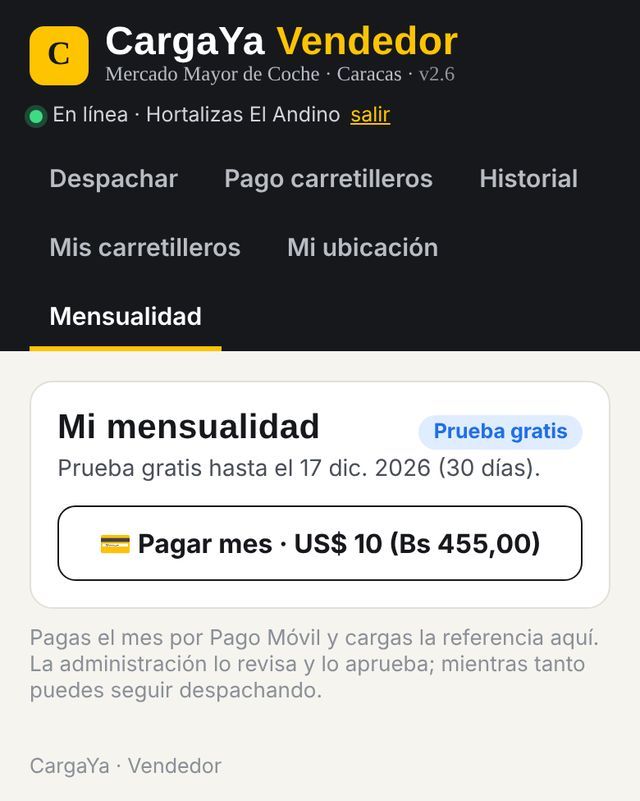 C
CargaYa Vendedor
Mercado Mayor de Coche · Caracas · v2.6
En línea · Hortalizas El Andino salir
Despachar Pago carretilleros Historial
Mis carretilleros Mi ubicación
Mensualidad
Mi mensualidad
Prueba gratis
Prueba gratis hasta el 17 dic. 2026 (30 días).
💳 Pagar mes · US$ 10 (Bs 455,00)
Pagas el mes por Pago Móvil y cargas la referencia aquí.
La administración lo revisa y lo aprueba; mientras tanto
puedes seguir despachando.
CargaYa · Vendedor